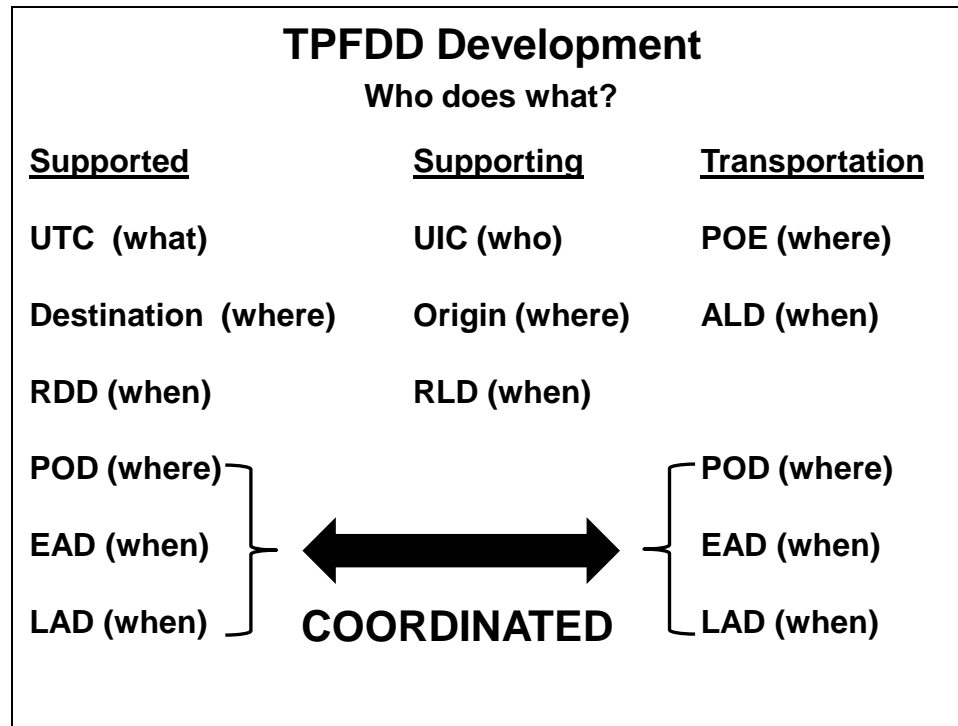 TPFDD Development
Who does what?
Supported Supporting Transportation
UTC (what) UIC (who) POE (where)
Destination (where) Origin (where) ALD (when)
RDD (when) RLD (when)
POD (where) POD (where)
EAD (when) EAD (when)
LAD (when) COORDINATED LAD (when)